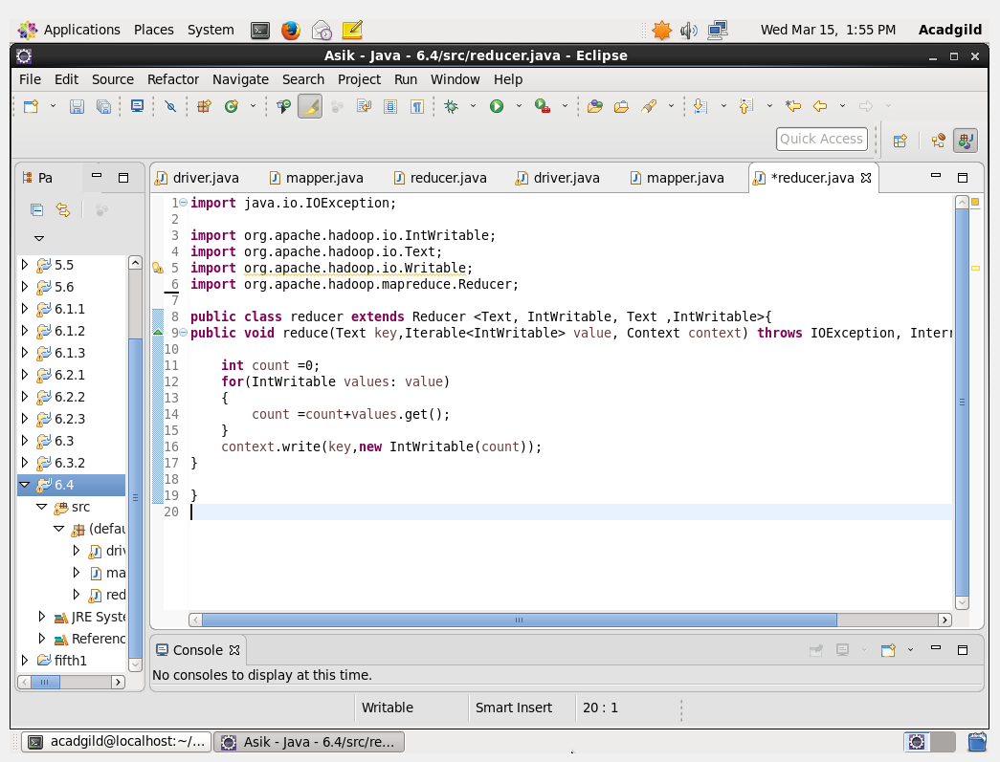 Applications Places System Wed Mar 15, 1:55 PM Acadgild
Asik - Java - 6.4/src/reducer.java - Eclipse
File Edit Source Refactor Navigate Search Project Run Window Help
Quick Access
Pa driver.java mapper.java reducer.java driver.java mapper.java *reducer.java
5.5
5.6
6.1.1
6.1.2
6.1.3
6.2.1
6.2.2
6.2.3
6.3
6.3.2
6.4
src
(defau
driv
ma
red
JRE Syste
Referenc
fifth1
1 import java.io.IOException;
2
3 import org.apache.hadoop.io.IntWritable;
4 import org.apache.hadoop.io.Text;
5 import org.apache.hadoop.io.Writable;
6 import org.apache.hadoop.mapreduce.Reducer;
7
8 public class reducer extends Reducer <Text, IntWritable, Text ,IntWritable>{
9 public void reduce(Text key,Iterable<IntWritable> value, Context context) throws IOException, Interr
10
11 int count =0;
12 for(IntWritable values: value)
13 {
14 count =count+values.get();
15 }
16 context.write(key,new IntWritable(count));
17 }
18
19 }
20
Console
No consoles to display at this time.
Writable Smart Insert 20 : 1
acadgild@localhost:~/... Asik - Java - 6.4/src/re...